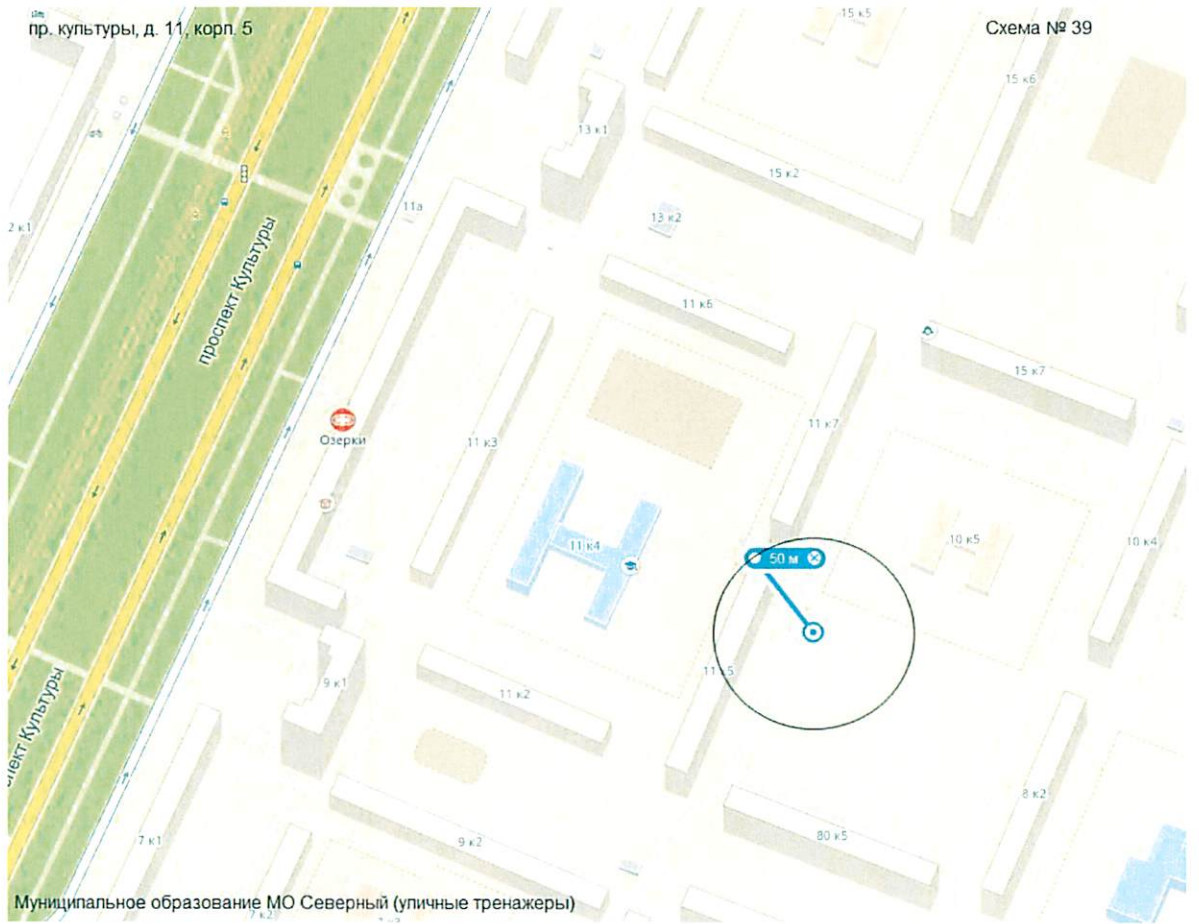 пр. культуры, д. 11, корп. 5
Схема № 39
15 к5
15 к6
13 к1
15 к2
2 к1
11а
13 к2
проспект Культуры
11 к6
15 к7
11 к7
Озерки
11 к3
11 к4
10 к5
10 к4
50 м
11 к5
9 к1
11 к2
спект Культуры
8 к2
7 к1
9 к2
80 к5
Муниципальное образование МО Северный (уличные тренажеры)
7 к2